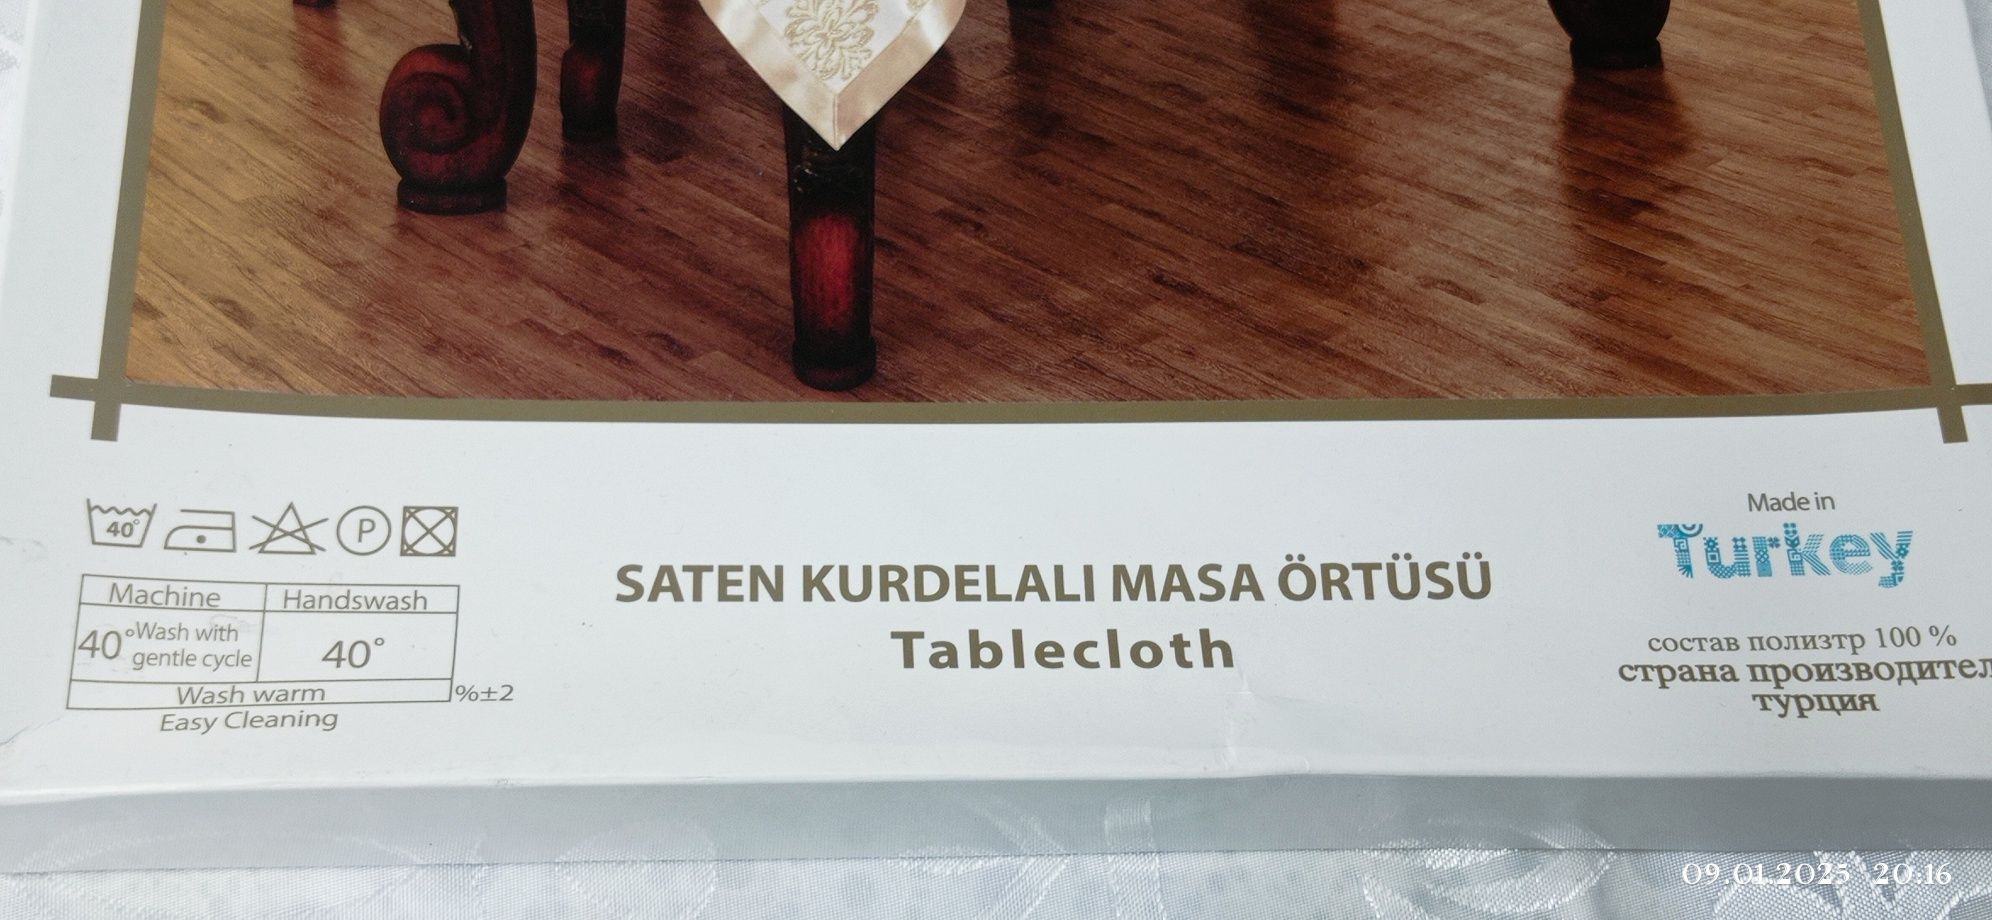 40°
P
Machine Handswash
40° Wash with gentle cycle 40°
Wash warm %±2
Easy Cleaning
SATEN KURDELALI MASA ÖRTÜSÜ
Tablecloth
Made in
Turkey
состав полизтр 100 %
страна производител
турция
09.01.2025 20:16